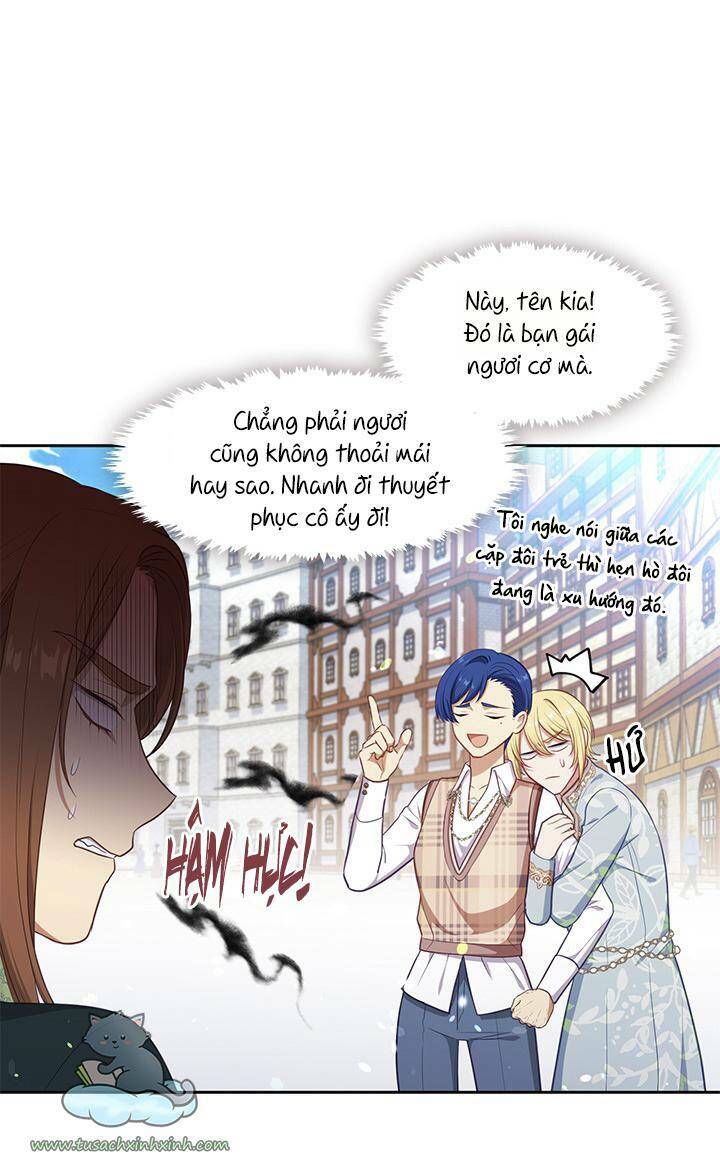 Này, tên kia!
Đó là bạn gái
ngươi cơ mà.
Chẳng phải ngươi
cũng không thoải mái
hay sao. Nhanh đi thuyết
phục cô ấy đi!
Tôi nghe nói giữa các
cặp đôi trẻ thì hẹn hò đôi
đang là xu hướng đó.
HỨ
HẬM HỰC!
www.tusachxinhxinh.com